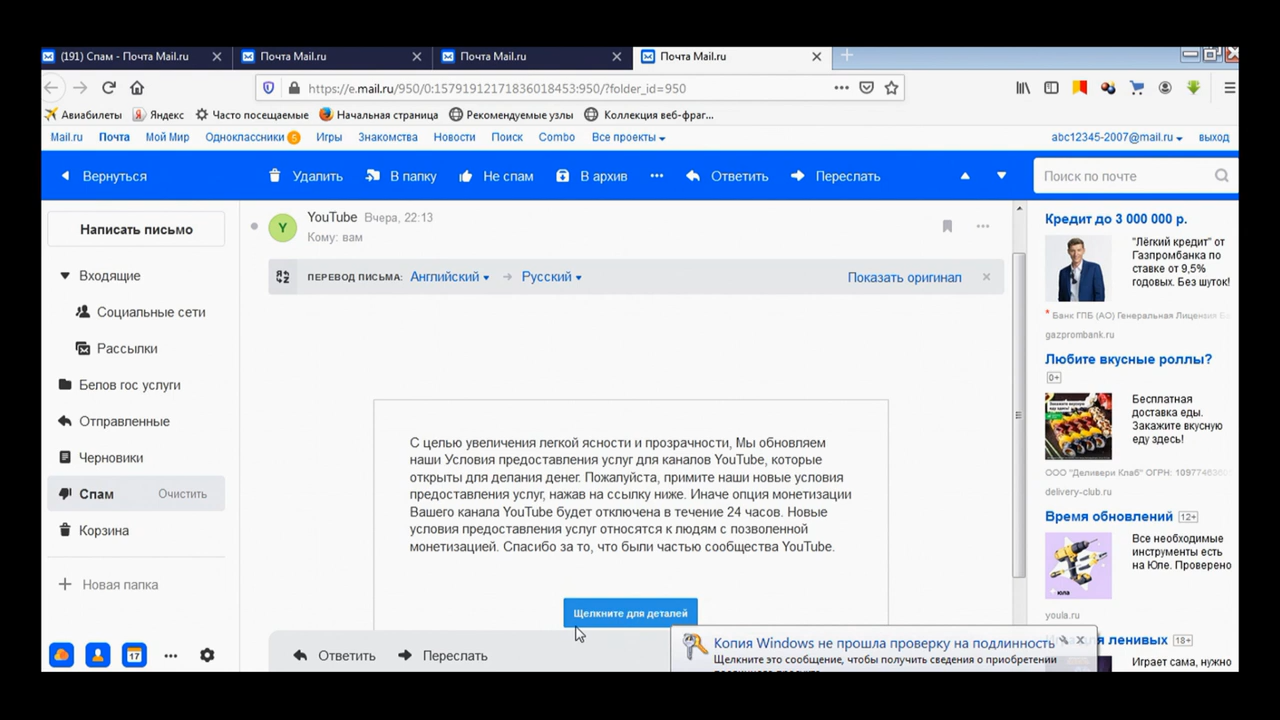 (191) Спам - Почта Mail.ru
Почта Mail.ru
Почта Mail.ru
Почта Mail.ru
https://e.mail.ru/950/0:15791912171836018453:950/?folder_id=950
Авиабилеты
Яндекс
Часто посещаемые
Начальная страница
Рекомендуемые узлы
Коллекция веб-фраг...
Mail.ru
Почта
Мой Мир
Одноклассники 5
Игры
Знакомства
Новости
Поиск
Combo
Все проекты
abc12345-2007@mail.ru
выход
Вернуться
Удалить
В папку
Не спам
В архив
Ответить
Переслать
Поиск по почте
Написать письмо
Входящие
Социальные сети
Рассылки
Белов гос услуги
Отправленные
Черновики
Спам
Очистить
Корзина
Новая папка
17
Y
YouTube Вчера, 22:13
Кому: вам
ПЕРЕВОД ПИСЬМА: Английский → Русский
Показать оригинал
С целью увеличения легкой ясности и прозрачности, Мы обновляем
наши Условия предоставления услуг для каналов YouTube, которые
открыты для делания денег. Пожалуйста, примите наши новые условия
предоставления услуг, нажав на ссылку ниже. Иначе опция монетизации
Вашего канала YouTube будет отключена в течение 24 часов. Новые
условия предоставления услуг относятся к людям с позволенной
монетизацией. Спасибо за то, что были частью сообщества YouTube.
Щелкните для деталей
Ответить
Переслать
Копия Windows не прошла проверку на подлинность
Щелкните это сообщение, чтобы получить сведения о приобретении
Кредит до 3 000 000 р.
"Лёгкий кредит" от
Газпромбанка по
ставке от 9,5%
годовых. Без шуток!
* Банк ГПБ (АО) Генеральная Лицензия
gazprombank.ru
Любите вкусные роллы?
0+
Бесплатная
доставка еды.
Закажите вкусную
еду здесь!
ООО "Деливери Клаб" ОГРН: 109774636
delivery-club.ru
Время обновлений 12+
Все необходимые
инструменты есть
на Юле. Проверено
юла
youla.ru
ленивых 18+
Играет сама, нужно